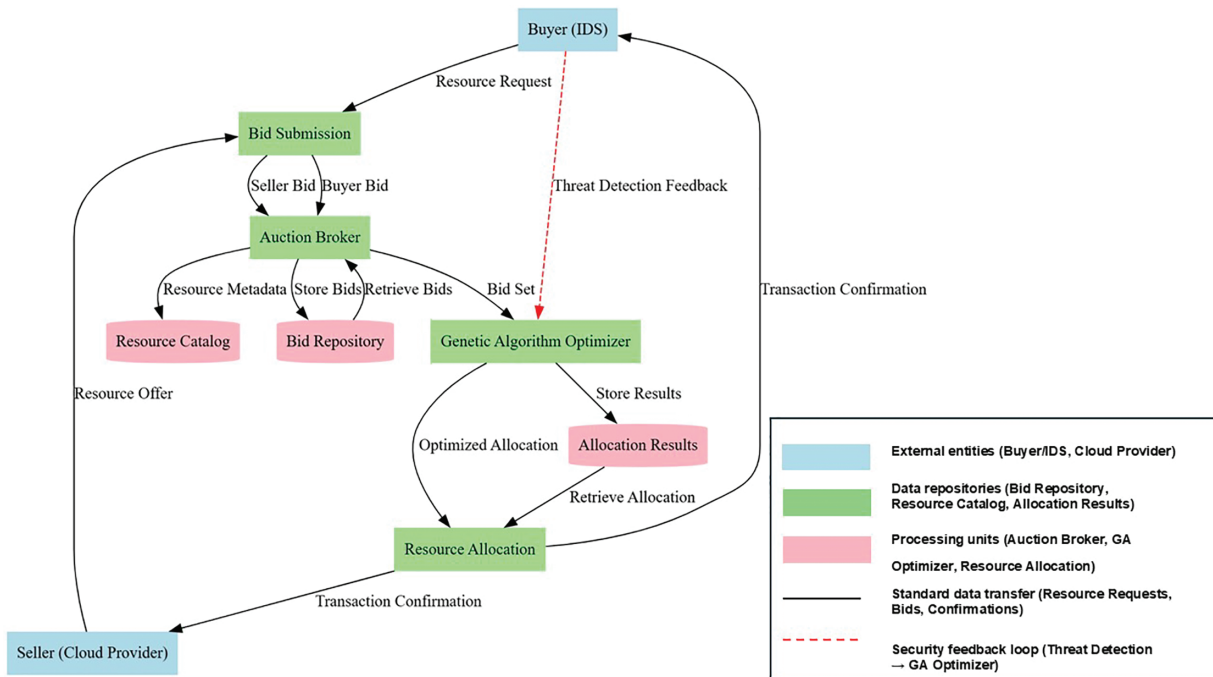 Buyer (IDS)
Resource Request
Bid Submission
Seller Bid
Buyer Bid
Threat Detection Feedback
Auction Broker
Resource Metadata
Store Bids
Retrieve Bids
Bid Set
Transaction Confirmation
Resource Catalog
Bid Repository
Genetic Algorithm Optimizer
Resource Offer
Store Results
Optimized Allocation
Allocation Results
Retrieve Allocation
Resource Allocation
Transaction Confirmation
Seller (Cloud Provider)
External entities (Buyer/IDS, Cloud Provider)
Data repositories (Bid Repository,
Resource Catalog, Allocation Results)
Processing units (Auction Broker, GA
Optimizer, Resource Allocation)
Standard data transfer (Resource Requests,
Bids, Confirmations)
Security feedback loop (Threat Detection
→ GA Optimizer)